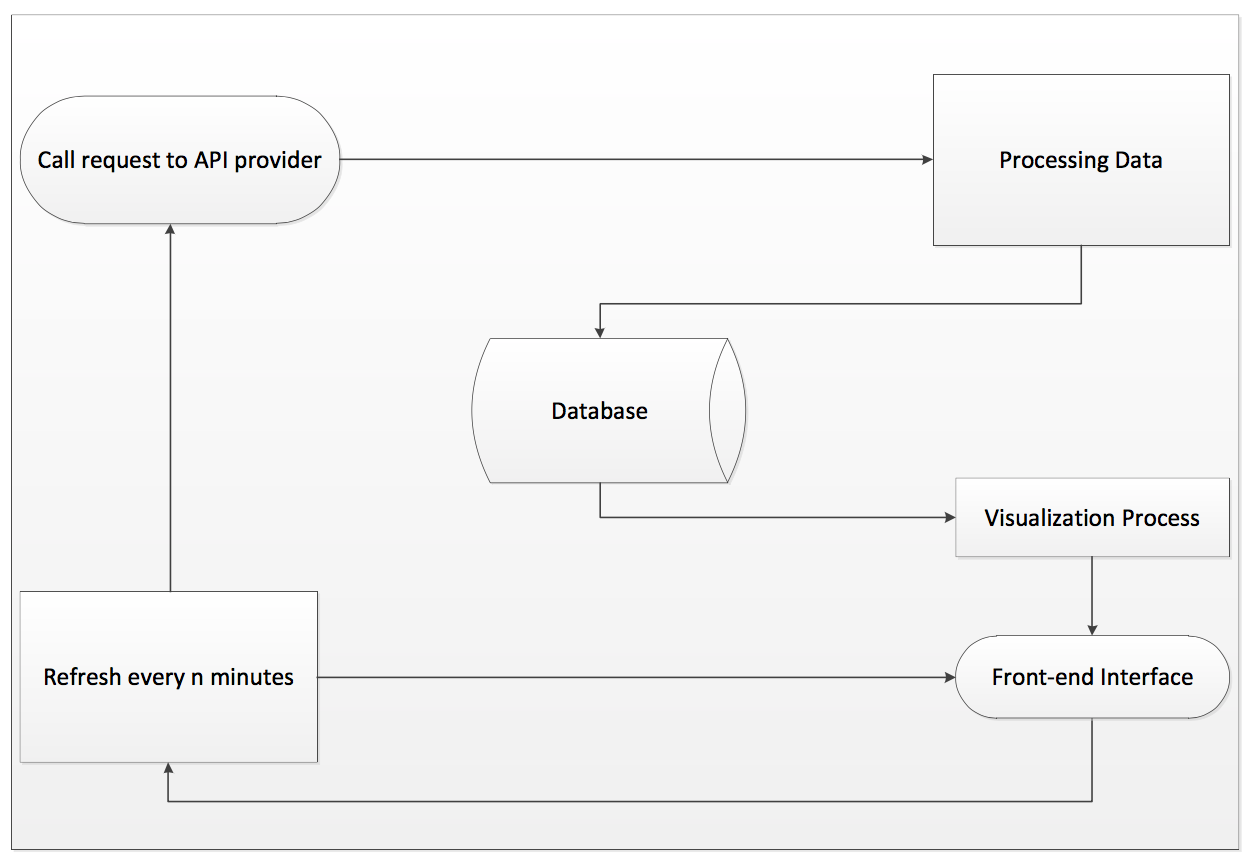 Call request to API provider
Processing Data
Database
Visualization Process
Refresh every n minutes
Front-end Interface